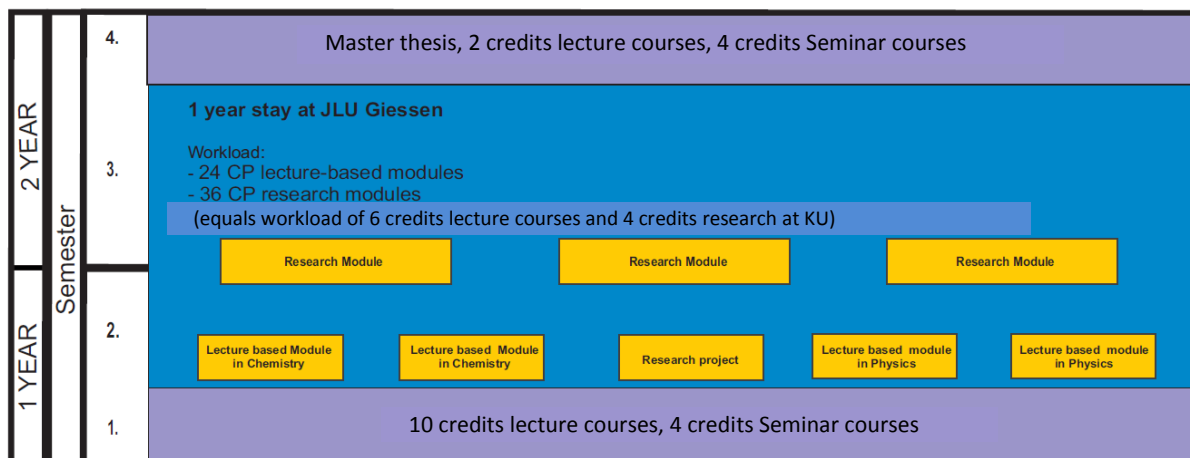 4.
Master thesis, 2 credits lecture courses, 4 credits Seminar courses
2 YEAR
Semester
1 year stay at JLU Giessen
Workload:
3.
- 24 CP lecture-based modules
- 36 CP research modules
(equals workload of 6 credits lecture courses and 4 credits research at KU)
Research Module
Research Module
Research Module
1 YEAR
2.
Lecture based Module
in Chemistry
Lecture based Module
in Chemistry
Research project
Lecture based module
in Physics
Lecture based module
in Physics
1.
10 credits lecture courses, 4 credits Seminar courses